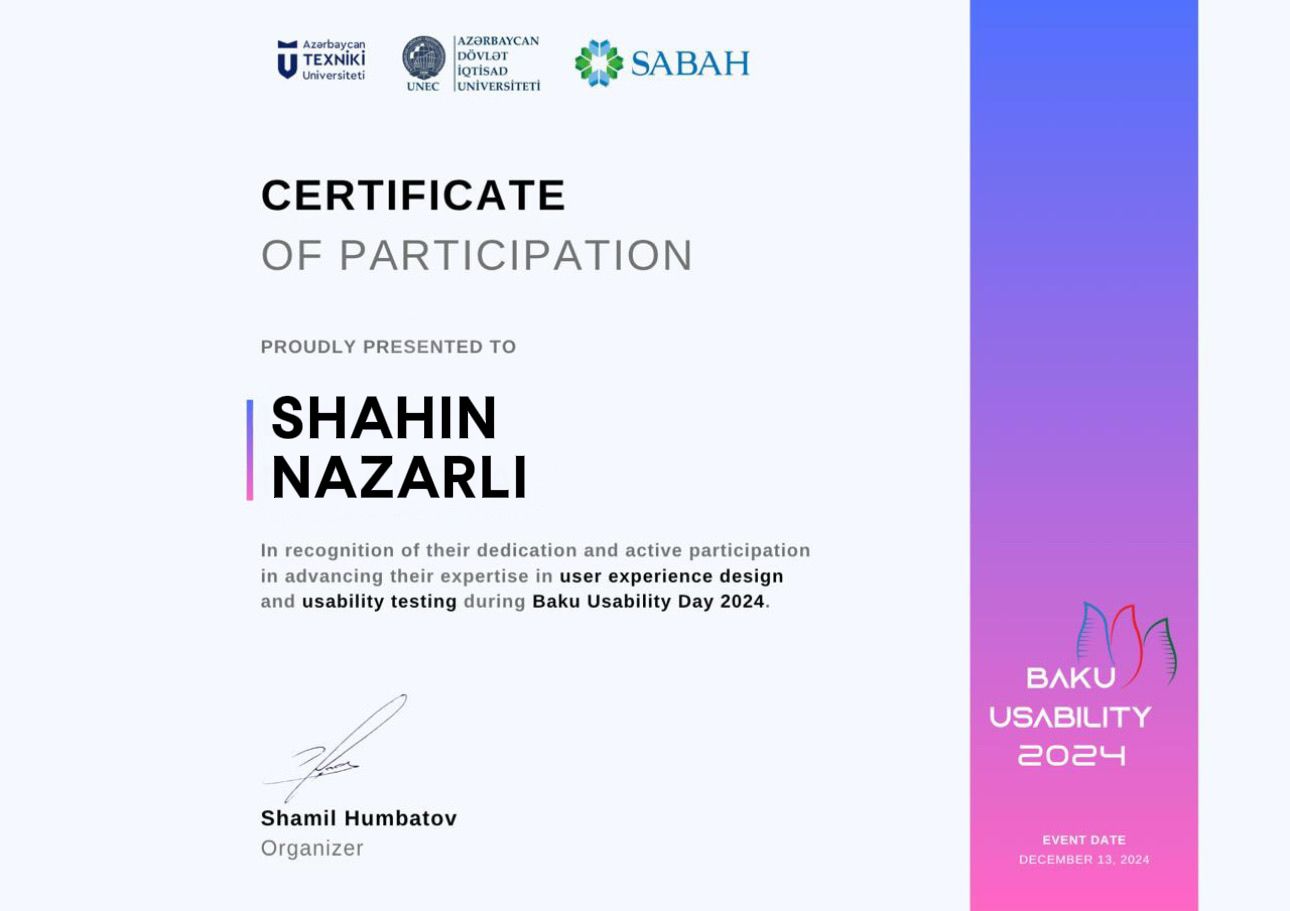 Azərbaycan
TEXNİKİ
Universiteti
UNEC
AZƏRBAYCAN
DÖVLƏT
İQTİSAD
UNİVERSİTETİ
SABAH
CERTIFICATE
OF PARTICIPATION
PROUDLY PRESENTED TO
SHAHIN
NAZARLI
In recognition of their dedication and active participation
in advancing their expertise in user experience design
and usability testing during Baku Usability Day 2024.
Shamil Humbatov
Organizer
BAKU
USABILITY
2024
EVENT DATE
DECEMBER 13, 2024